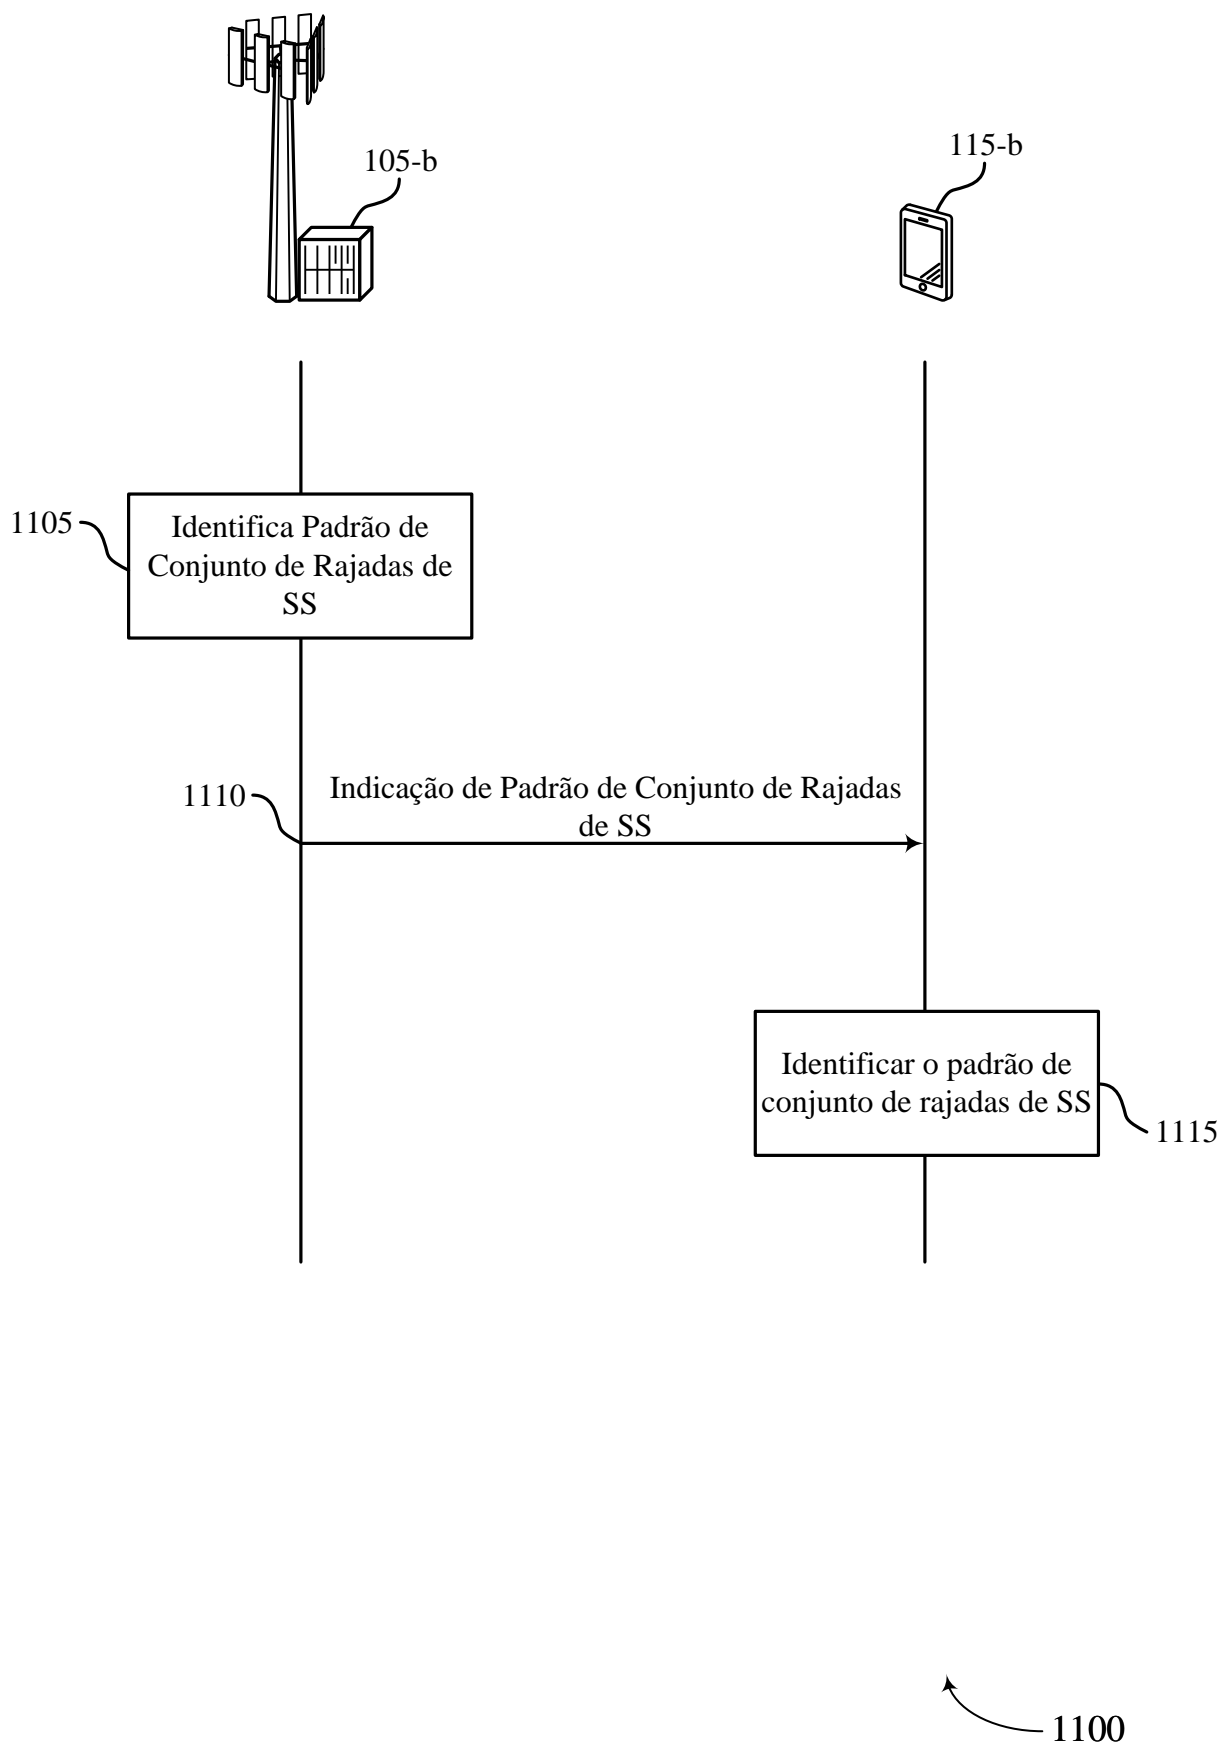 105-b
115-b
1105
Identifica Padrão de
Conjunto de Rajadas de
SS
1110
Indicação de Padrão de Conjunto de Rajadas
de SS
Identificar o padrão de
conjunto de rajadas de SS
1115
1100